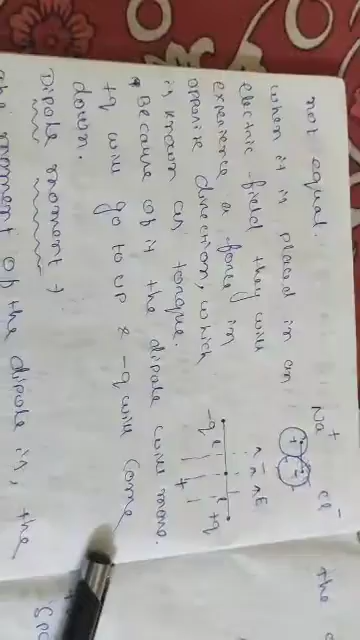 not equal.
when it is placed in an
electric-field they will
experience a force in
opposite direction, which
is known as torque.
Because of it the dipole will move.
+q will go to up & -q will come
down.
Dipole moment →
the moment of the dipole is, the
Na+ Cl-
+
E
-q +q
the